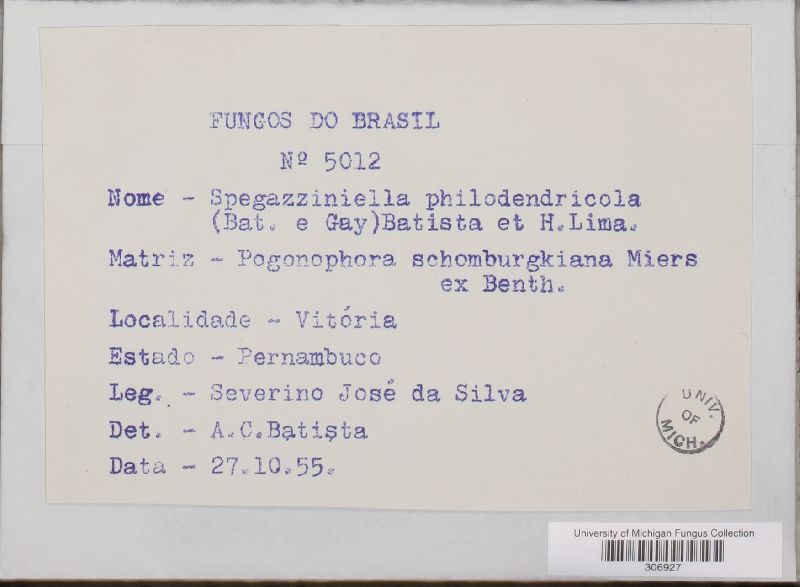 FUNGOS DO BRASIL
Nº 5012
Nome - Spegazziniella philodendricola
(Bat. e Gay)Batista et H.Lima.
Matriz - Pogonophora schomburgkiana Miers
ex Benth.
Localidade - Vitória
Estado - Pernambuco
Leg. - Severino José da Silva
Det. - A.C.Batista
Data - 27.10.55.
UNIV.
OF
MICH.
University of Michigan Fungus Collection
306927